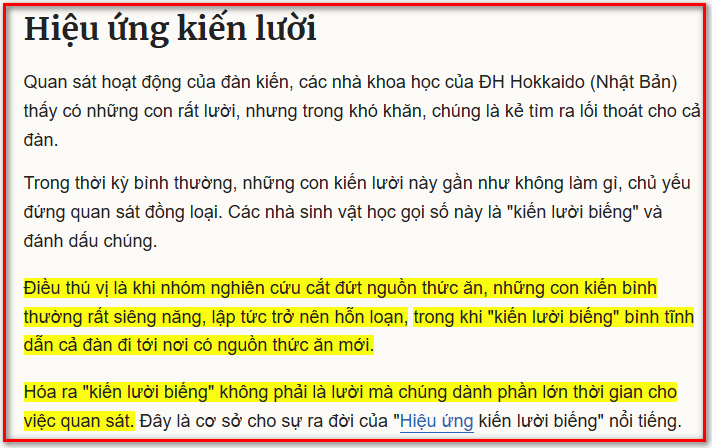 Hiệu ứng kiến lười
Quan sát hoạt động của đàn kiến, các nhà khoa học của ĐH Hokkaido (Nhật Bản)
thấy có những con rất lười, nhưng trong khó khăn, chúng là kẻ tìm ra lối thoát cho cả
đàn.
Trong thời kỳ bình thường, những con kiến lười này gần như không làm gì, chủ yếu
đứng quan sát đồng loại. Các nhà sinh vật học gọi số này là "kiến lười biếng" và
đánh dấu chúng.
Điều thú vị là khi nhóm nghiên cứu cắt đứt nguồn thức ăn, những con kiến bình
thường rất siêng năng, lập tức trở nên hỗn loạn, trong khi "kiến lười biếng" bình tĩnh
dẫn cả đàn đi tới nơi có nguồn thức ăn mới.
Hóa ra "kiến lười biếng" không phải là lười mà chúng dành phần lớn thời gian cho
việc quan sát. Đây là cơ sở cho sự ra đời của "Hiệu ứng kiến lười biếng" nổi tiếng.